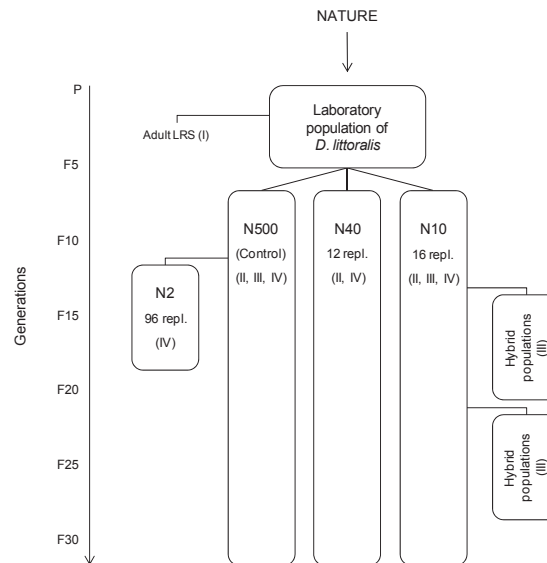 NATURE
P
Laboratory
population of
D. littoralis
Adult LRS (I)
F5
N500
(Control)
(II, III, IV)
N40
12 repl.
(II, IV)
N10
16 repl.
(II, III, IV)
F10
N2
96 repl.
(IV)
Generations
F15
Hybrid
populations
(III)
F20
Hybrid
populations
(III)
F25
F30